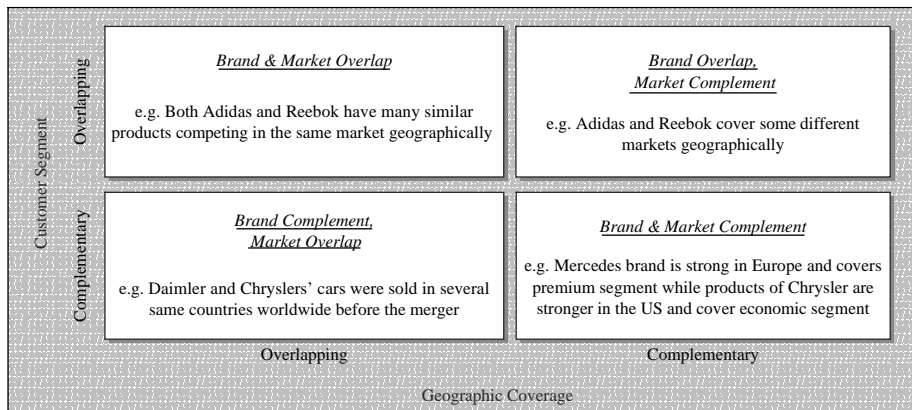 Customer Segment
Overlapping
Brand & Market Overlap
e.g. Both Adidas and Reebok have many similar
products competing in the same market geographically
Brand Overlap,
Market Complement
e.g. Adidas and Reebok cover some different
markets geographically
Complementary
Brand Complement,
Market Overlap
e.g. Daimler and Chryslers’ cars were sold in several
same countries worldwide before the merger
Brand & Market Complement
e.g. Mercedes brand is strong in Europe and covers
premium segment while products of Chrysler are
stronger in the US and cover economic segment
Overlapping
Complementary
Geographic Coverage